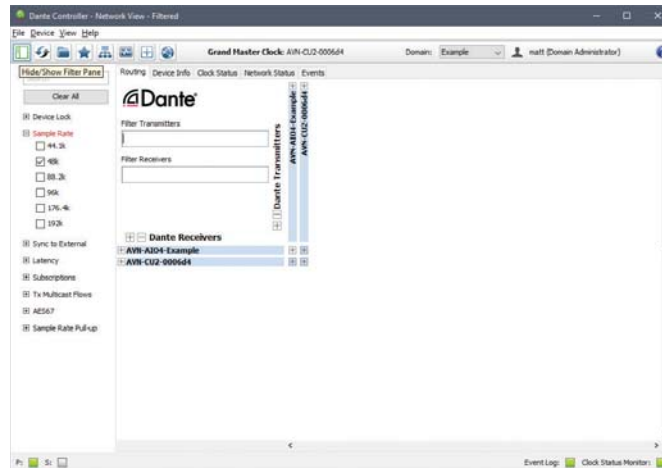 Dante Controller - Network View - Filtered
File Device View Help
Grand Master Clock: AVN-CU2-0006d4
Domain: Example
matt (Domain Administrator)
Hide/Show Filter Pane
Routing Device Info Clock Status Network Status Events
Clear All
Device Lock
Sample Rate
44.1k
48k
88.2k
96k
176.4k
192k
Sync to External
Latency
Subscriptions
Tx Multicast Flows
AES67
Sample Rate Pull-up
Dante
Filter Transmitters
Filter Receivers
Dante Transmitters
AVN-AIO4-Example
AVN-CU2-0006d4
Dante Receivers
AVN-AIO4-Example
AVN-CU2-0006d4
P: S:
Event Log: Clock Status Monitor: